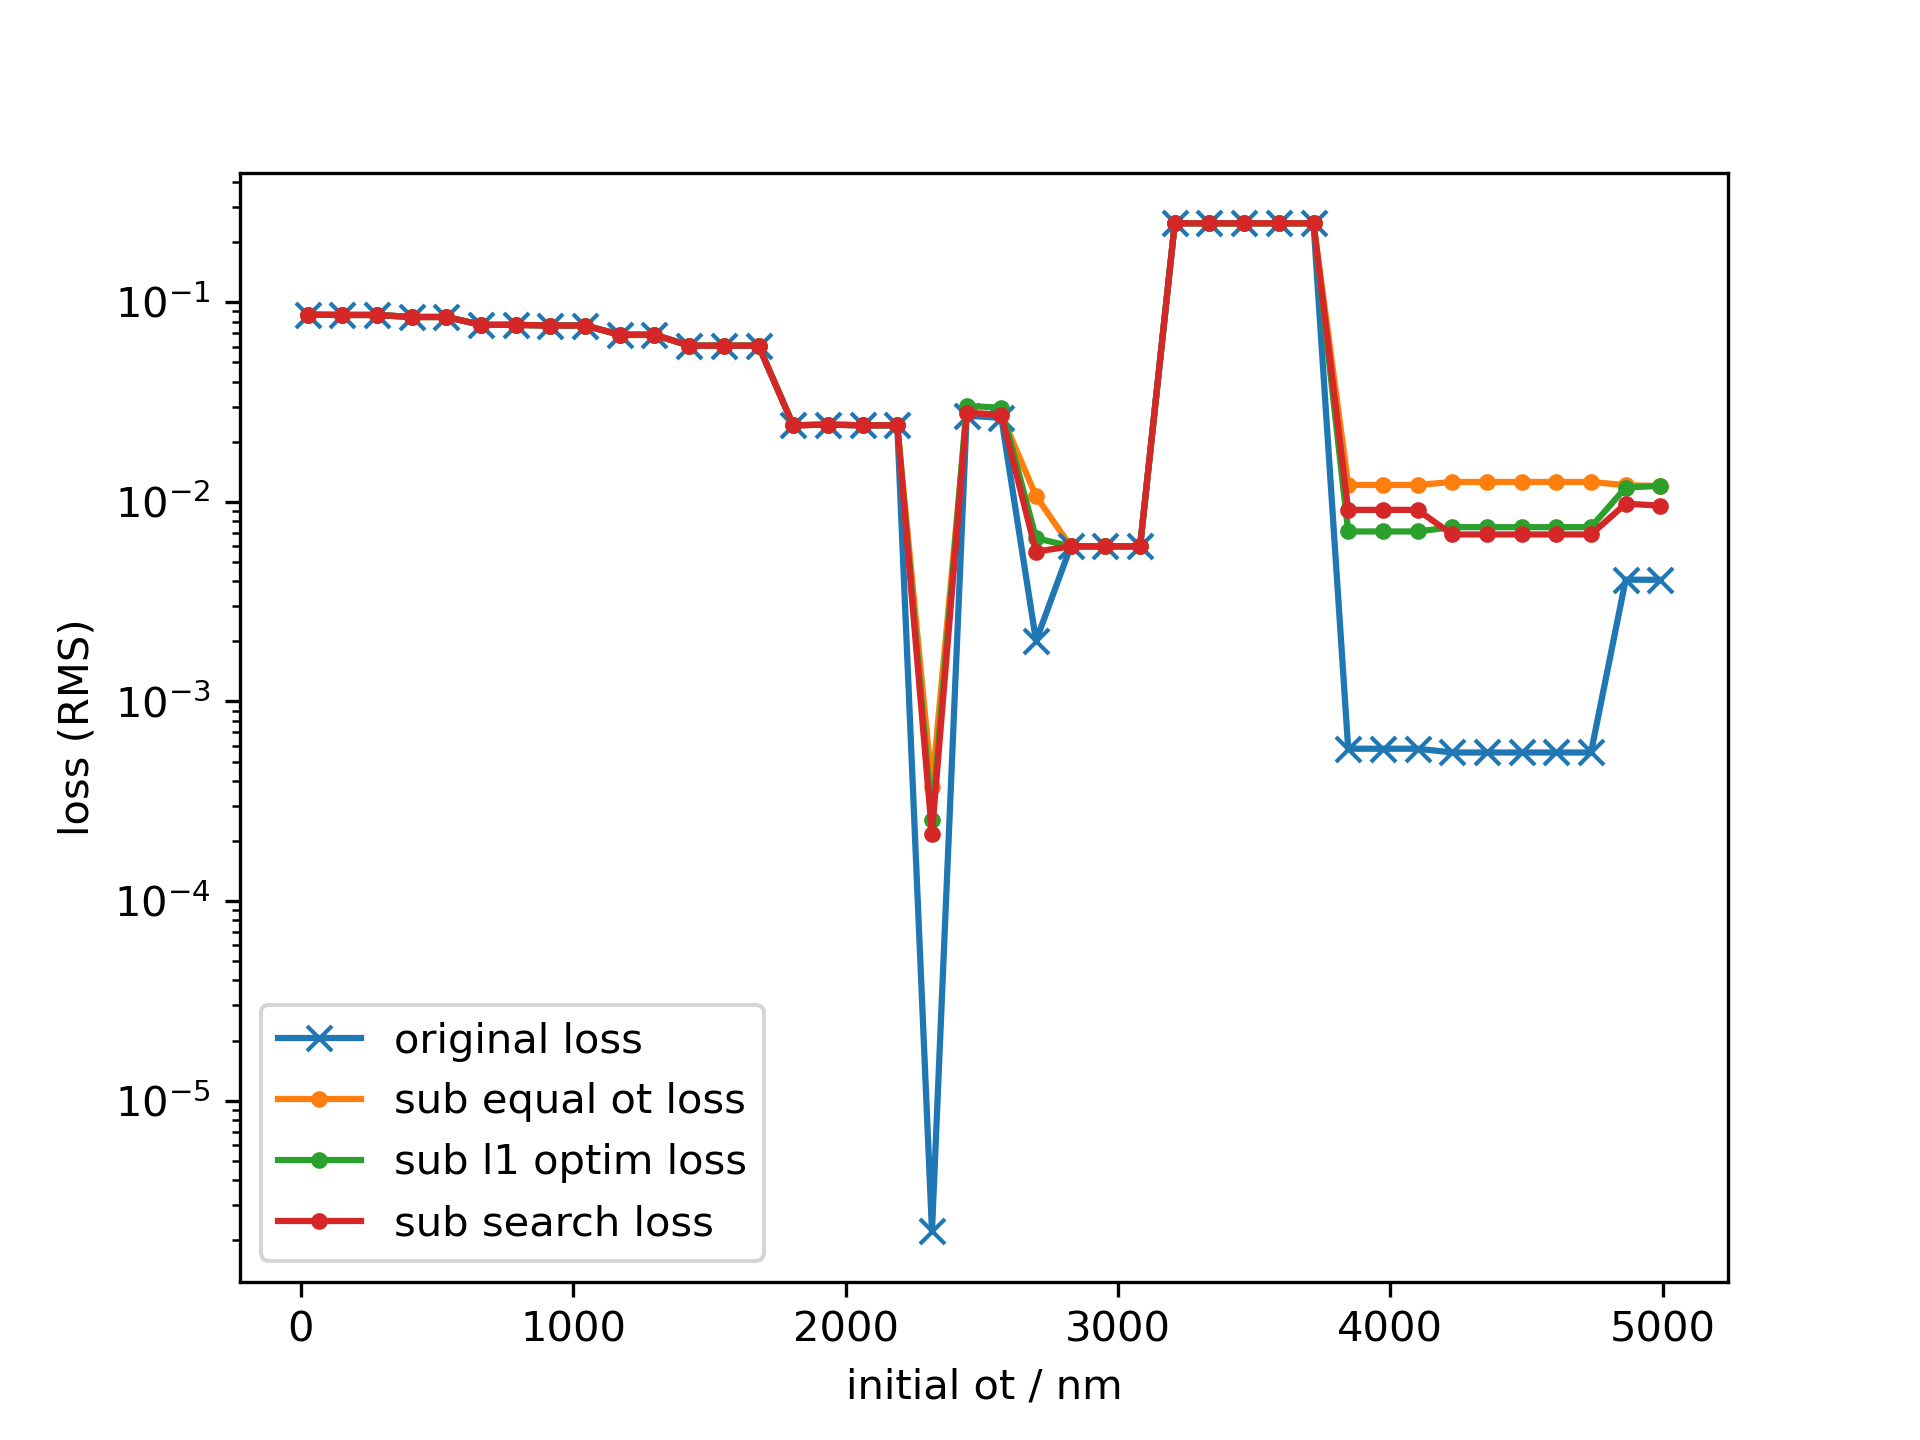 10⁻¹
10⁻²
10⁻³
10⁻⁴
10⁻⁵
loss (RMS)
original loss
sub equal ot loss
sub l1 optim loss
sub search loss
0 1000 2000 3000 4000 5000
initial ot / nm